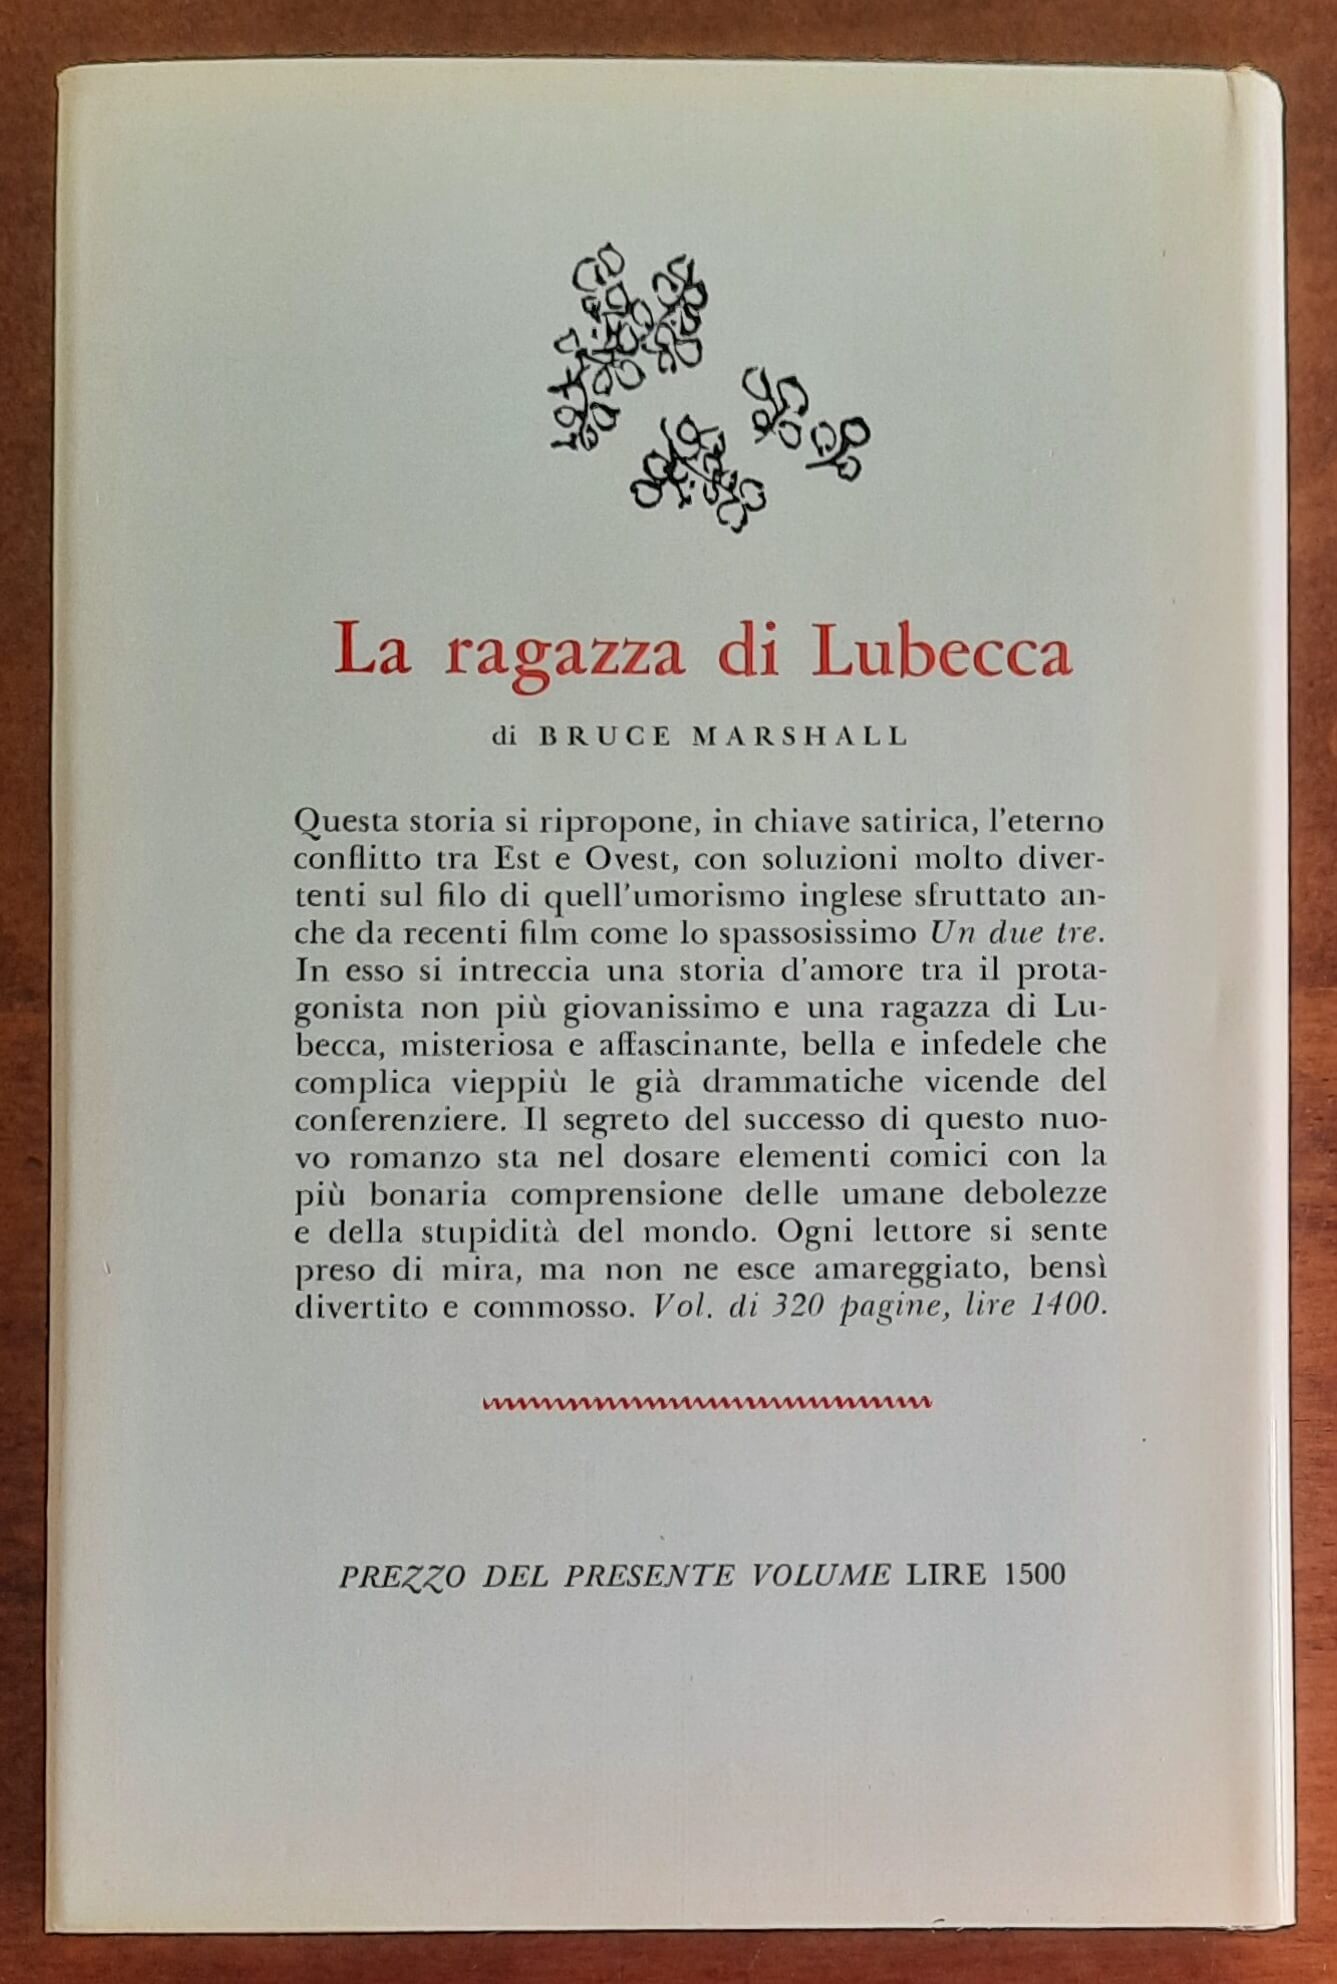 La ragazza di Lubecca
di BRUCE MARSHALL
Questa storia si ripropone, in chiave satirica, l'eterno
conflitto tra Est e Ovest, con soluzioni molto diver-
tenti sul filo di quell'umorismo inglese sfruttato an-
che da recenti film come lo spassosissimo Un due tre.
In esso si intreccia una storia d'amore tra il prota-
gonista non più giovanissimo e una ragazza di Lu-
becca, misteriosa e affascinante, bella e infedele che
complica vieppiù le già drammatiche vicende del
conferenziere. Il segreto del successo di questo nuo-
vo romanzo sta nel dosare elementi comici con la
più bonaria comprensione delle umane debolezze
e della stupidità del mondo. Ogni lettore si sente
preso di mira, ma non ne esce amareggiato, bensì
divertito e commosso. Vol. di 320 pagine, lire 1400.
PREZZO DEL PRESENTE VOLUME LIRE 1500